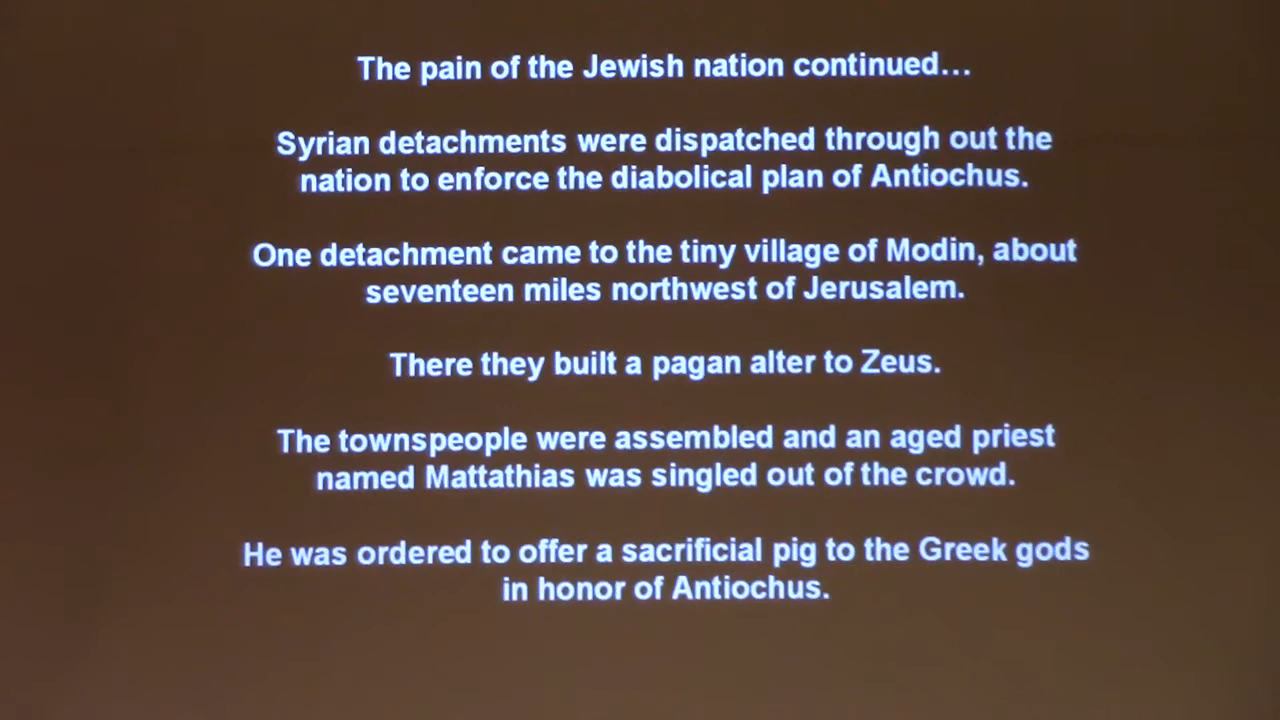 The pain of the Jewish nation continued…
Syrian detachments were dispatched through out the
nation to enforce the diabolical plan of Antiochus.
One detachment came to the tiny village of Modin, about
seventeen miles northwest of Jerusalem.
There they built a pagan alter to Zeus.
The townspeople were assembled and an aged priest
named Mattathias was singled out of the crowd.
He was ordered to offer a sacrificial pig to the Greek gods
in honor of Antiochus.